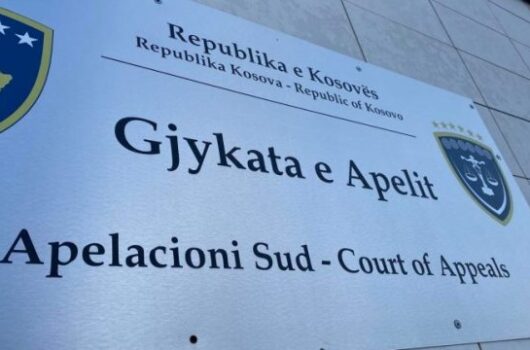 Republika e Kosovës
Republika Kosova - Republic of Kosovo
Gjykata e Apelit
Apelacioni Sud - Court of Appeals